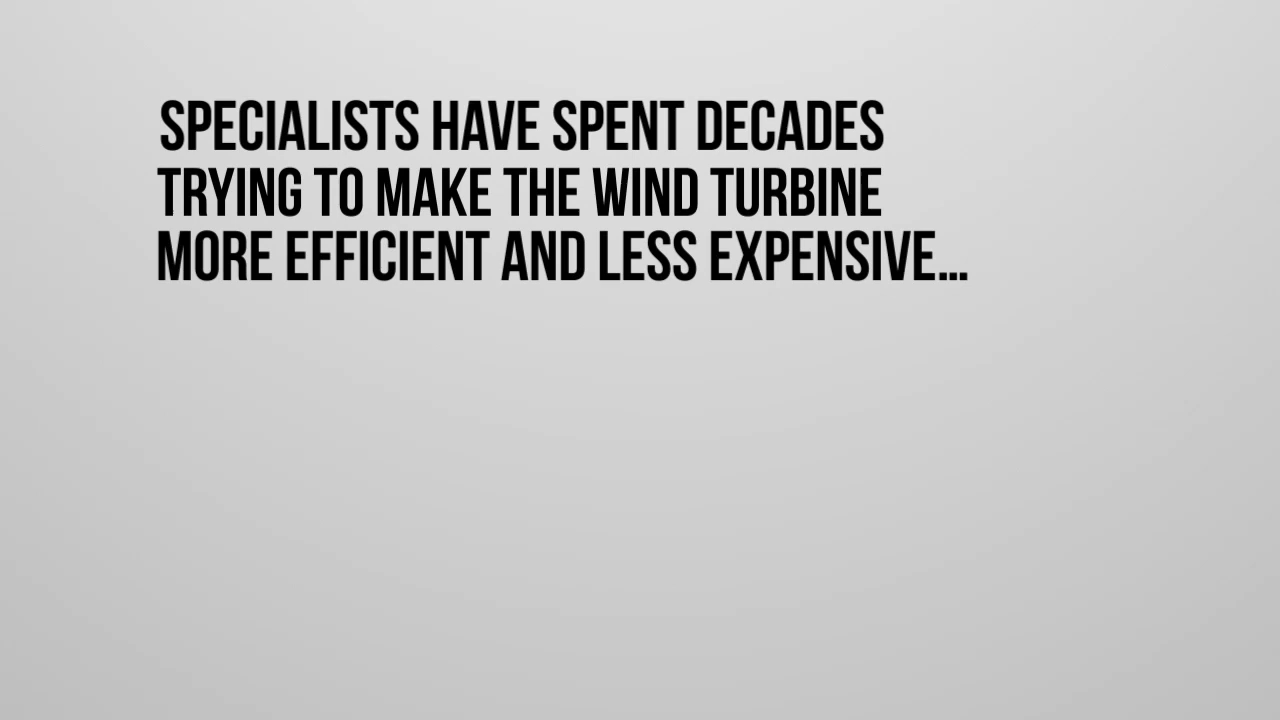 SPECIALISTS HAVE SPENT DECADES
TRYING TO MAKE THE WIND TURBINE
MORE EFFICIENT AND LESS EXPENSIVE...